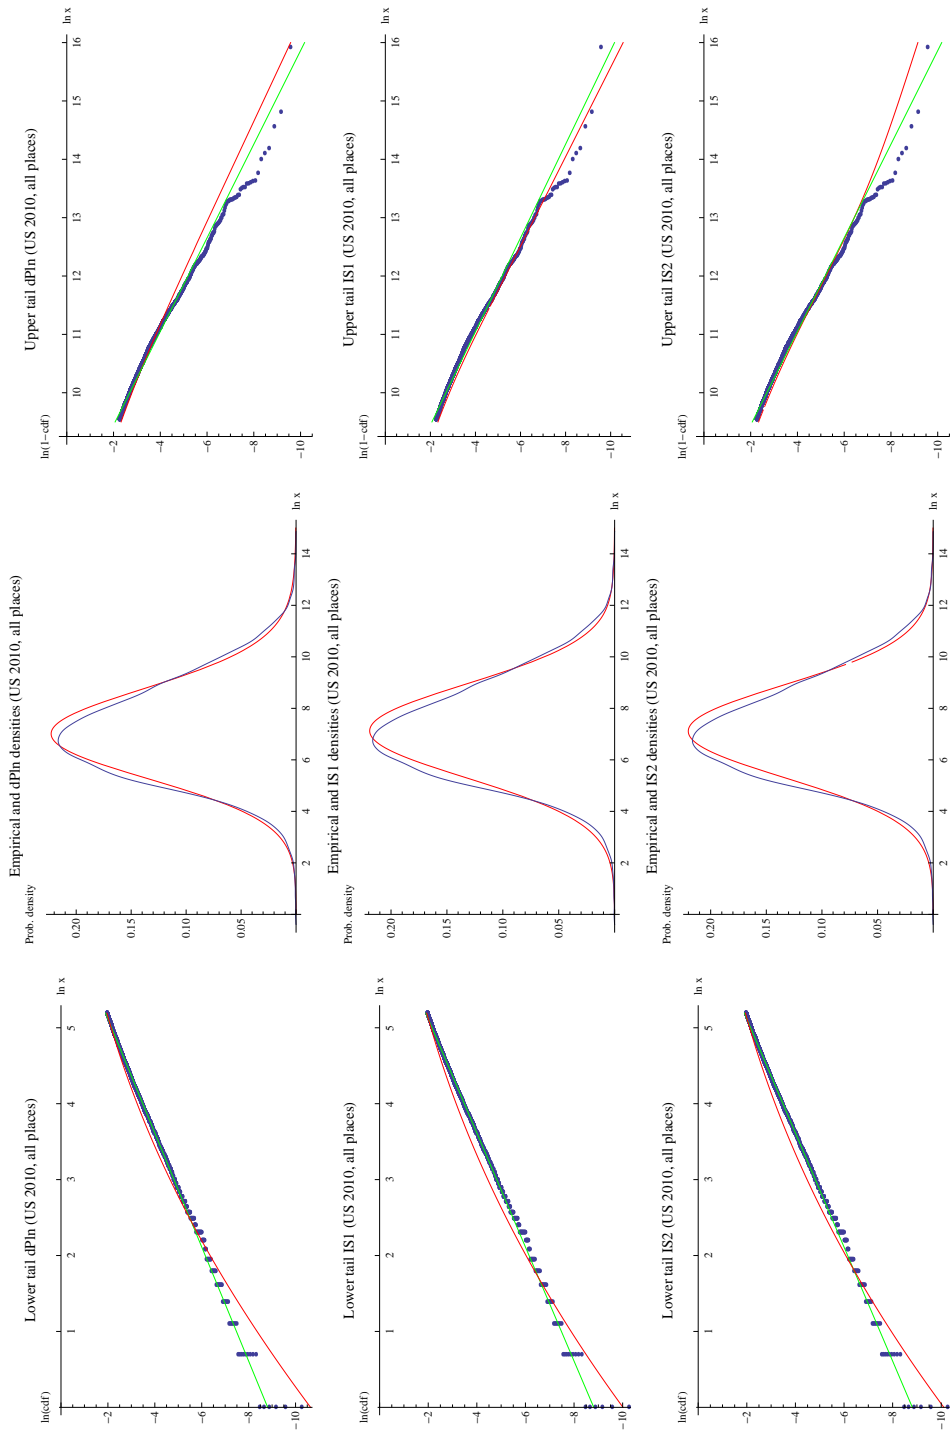 Lower tail dPln (US 2010, all places)
ln(cdf)
1 2 3 4 5 ln x
−2
−4
−6
−8
−10
Empirical and dPln densities (US 2010, all places)
Prob. density
0.20
0.15
0.10
0.05
2 4 6 8 10 12 14 ln x
Upper tail dPln (US 2010, all places)
ln(1−cdf)
10 11 12 13 14 15 16 ln x
−2
−4
−6
−8
−10
Lower tail IS1 (US 2010, all places)
ln(cdf)
1 2 3 4 5 ln x
−2
−4
−6
−8
−10
Empirical and IS1 densities (US 2010, all places)
Prob. density
0.20
0.15
0.10
0.05
2 4 6 8 10 12 14 ln x
Upper tail IS1 (US 2010, all places)
ln(1−cdf)
10 11 12 13 14 15 16 ln x
−2
−4
−6
−8
−10
Lower tail IS2 (US 2010, all places)
ln(cdf)
1 2 3 4 5 ln x
−2
−4
−6
−8
−10
Empirical and IS2 densities (US 2010, all places)
Prob. density
0.20
0.15
0.10
0.05
2 4 6 8 10 12 14 ln x
Upper tail IS2 (US 2010, all places)
ln(1−cdf)
10 11 12 13 14 15 16 ln x
−2
−4
−6
−8
−10